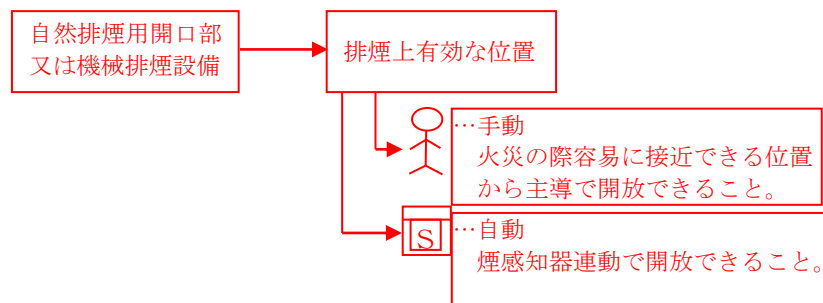 自然排煙用開口部
又は機械排煙設備
排煙上有効な位置
…手動
火災の際容易に接近できる位置
から主導で開放できること。
S
…自動
煙感知器連動で開放できること。